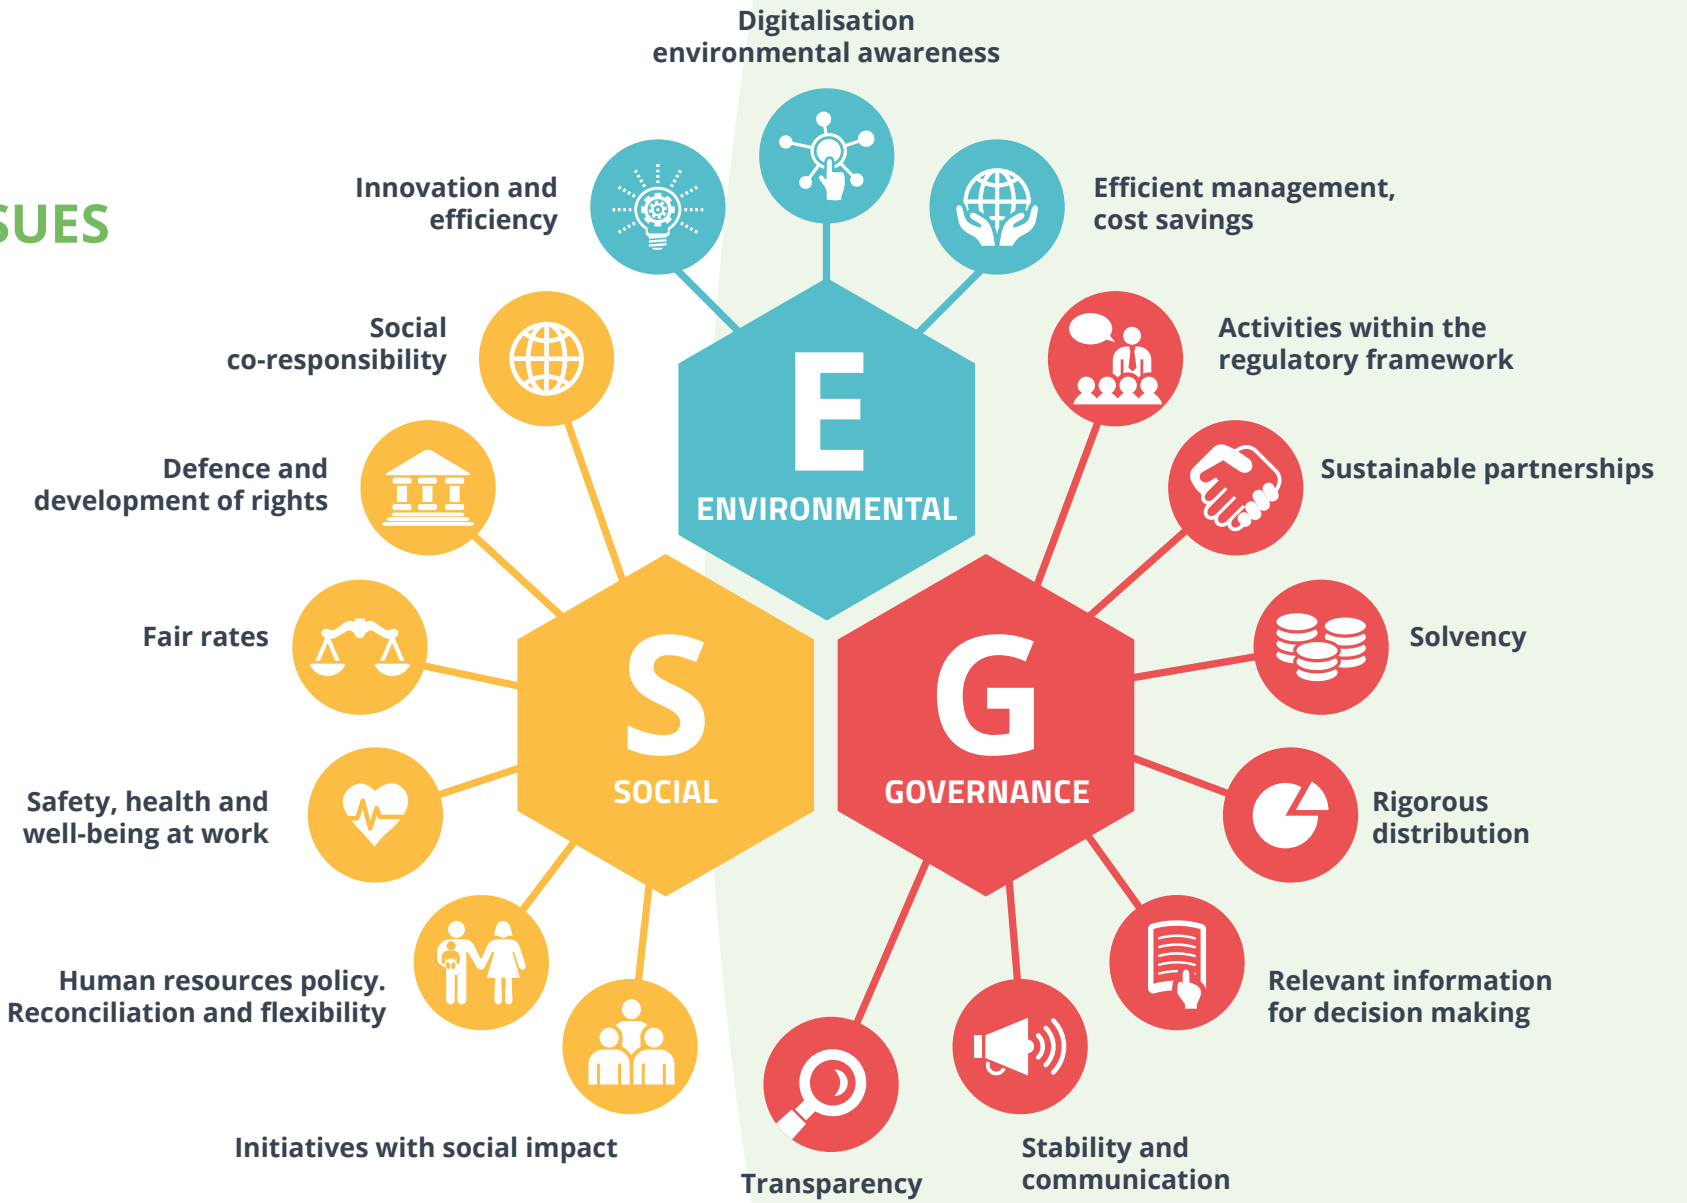 Digitalisation
environmental awareness
Innovation and
efficiency
Efficient management,
cost savings
SUES
Social
co-responsibility
Activities within the
regulatory framework
Defence and
development of rights
Sustainable partnerships
E
ENVIRONMENTAL
Fair rates
Solvency
S
SOCIAL
G
GOVERNANCE
Safety, health and
well-being at work
Rigorous
distribution
Human resources policy.
Reconciliation and flexibility
Relevant information
for decision making
Initiatives with social impact
Stability and
communication
Transparency